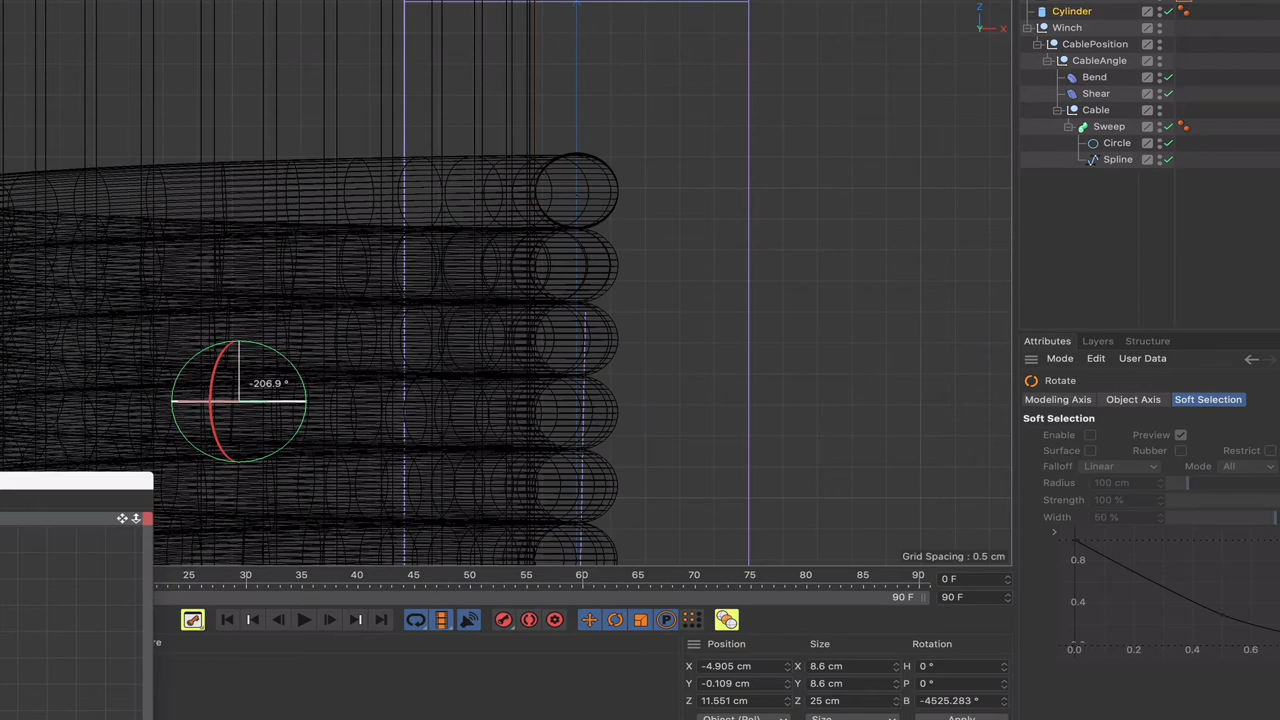 Z
X
Y
Cylinder
Winch
CablePosition
CableAngle
Bend
Shear
Cable
Sweep
Circle
Spline
-206.9 °
Grid Spacing : 0.5 cm
Attributes Layers Structure
Mode Edit User Data
Rotate
Modeling Axis Object Axis Soft Selection
Soft Selection
Enable Preview
Surface Rubber Restrict
Falloff Linear Mode All
Radius 100 cm
Strength 100 %
Width 50 %
0.8
0.4
0.0 0.2 0.4 0.6
25 30 35 40 45 50 55 60 65 70 75 80 85 90 0 F
90 F 90 F
re
Position Size Rotation
X -4.905 cm X 8.6 cm H 0 °
Y -0.109 cm Y 8.6 cm P 0 °
Z 11.551 cm Z 25 cm B -4525.283 °
Object (Rel) Size Apply